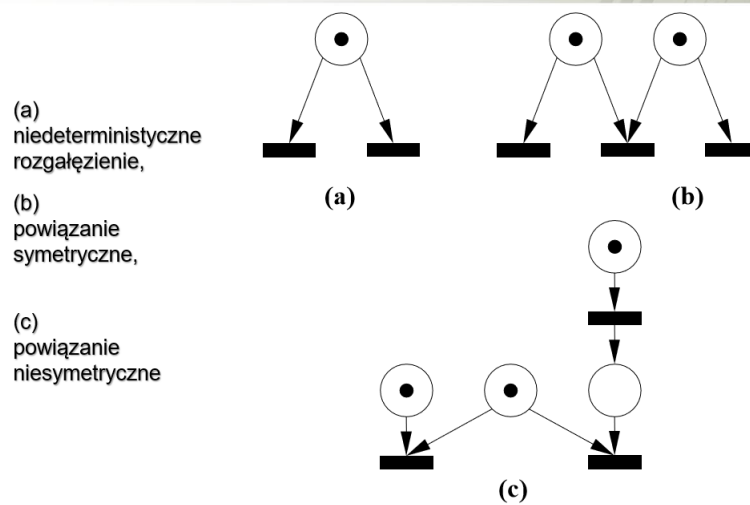 (a)
niedeterministyczne
rozgałęzienie,
(b)
powiązanie
symetryczne,
(c)
powiązanie
niesymetryczne
(a)
(b)
(c)